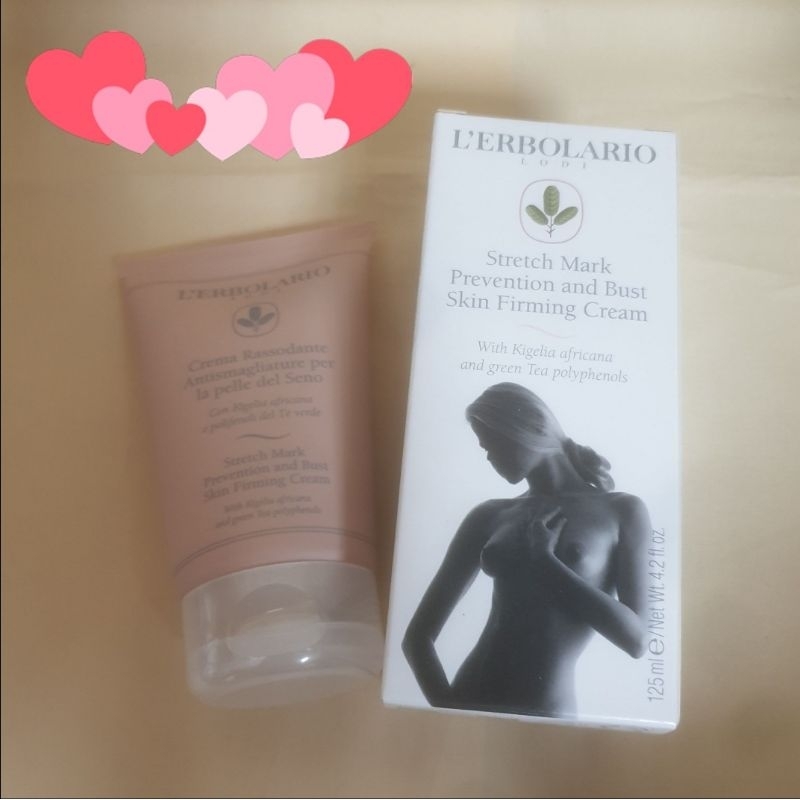 L'ERBOLARIO
LODI
Stretch Mark
Prevention and Bust
Skin Firming Cream
With Kigelia africana
and green Tea polyphenols
125 ml e / Net Wt. 4.2 fl. oz.
L'ERBOLARIO
Crema Rassodante
Antismagliature per
la pelle del Seno
Con Kigelia africana
e polifenoli del Tè verde
Stretch Mark
Prevention and Bust
Skin Firming Cream
With Kigelia africana
and green Tea polyphenols